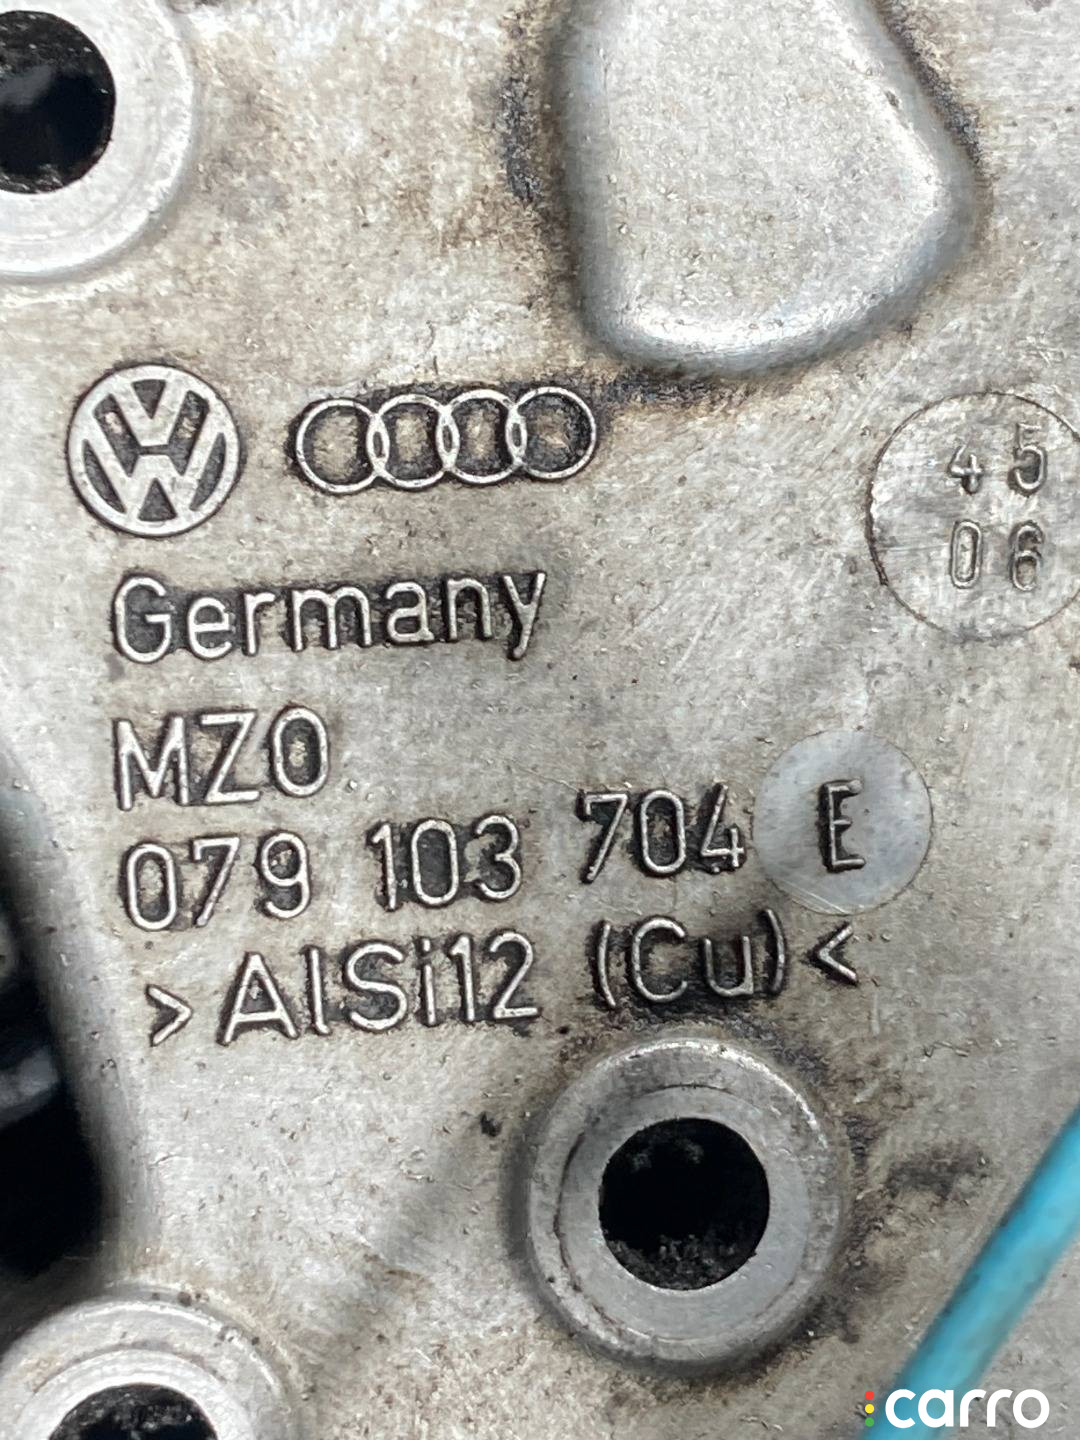 45
06
Germany
MZO
079 103 704 E
>AlSi12 (Cu)<
carro